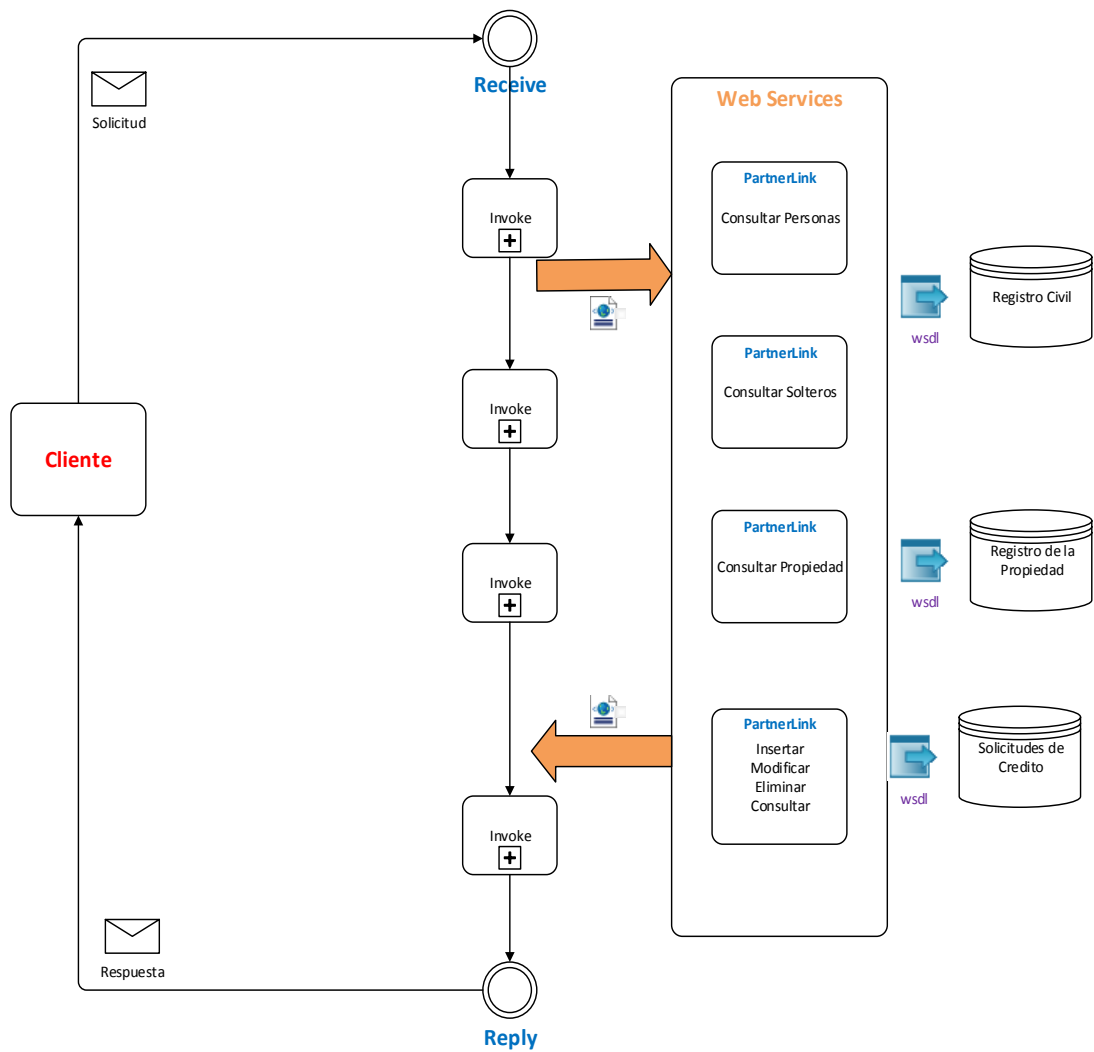 Receive
Solicitud
Web Services
PartnerLink
Consultar Personas
Invoke
Registro Civil
wsdl
PartnerLink
Consultar Solteros
Invoke
Cliente
PartnerLink
Consultar Propiedad
Invoke
Registro de la
Propiedad
wsdl
PartnerLink
Insertar
Modificar
Eliminar
Consultar
Solicitudes de
Credito
wsdl
Invoke
Respuesta
Reply